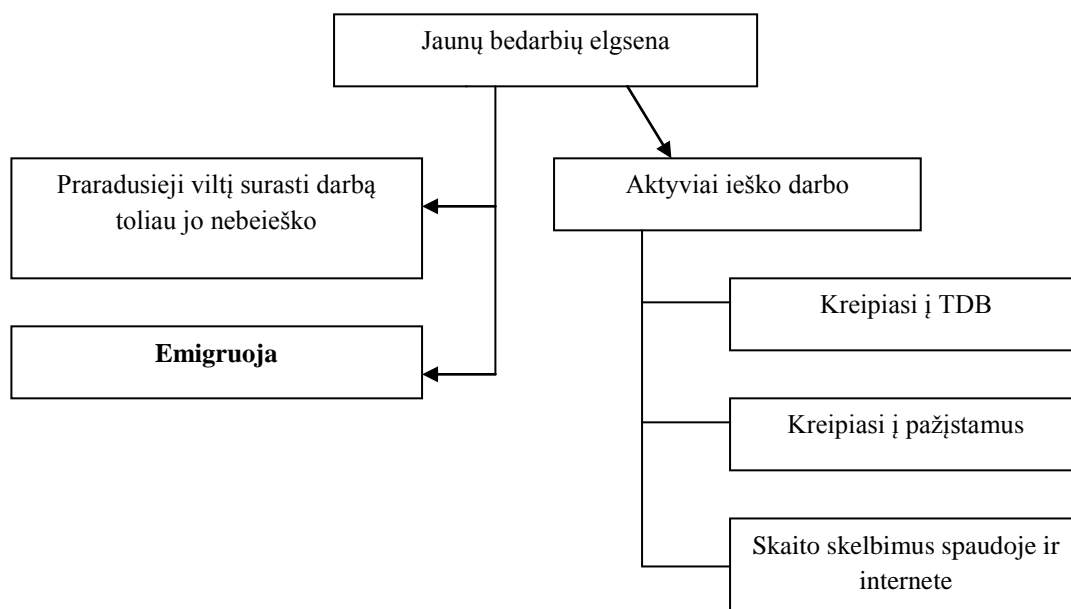 Jaunų bedarbių elgsena
Praradusieji viltį surasti darbą
toliau jo nebeieško
Aktyviai ieško darbo
Emigruoja
Kreipiasi į TDB
Kreipiasi į pažįstamus
Skaito skelbimus spaudoje ir
internete